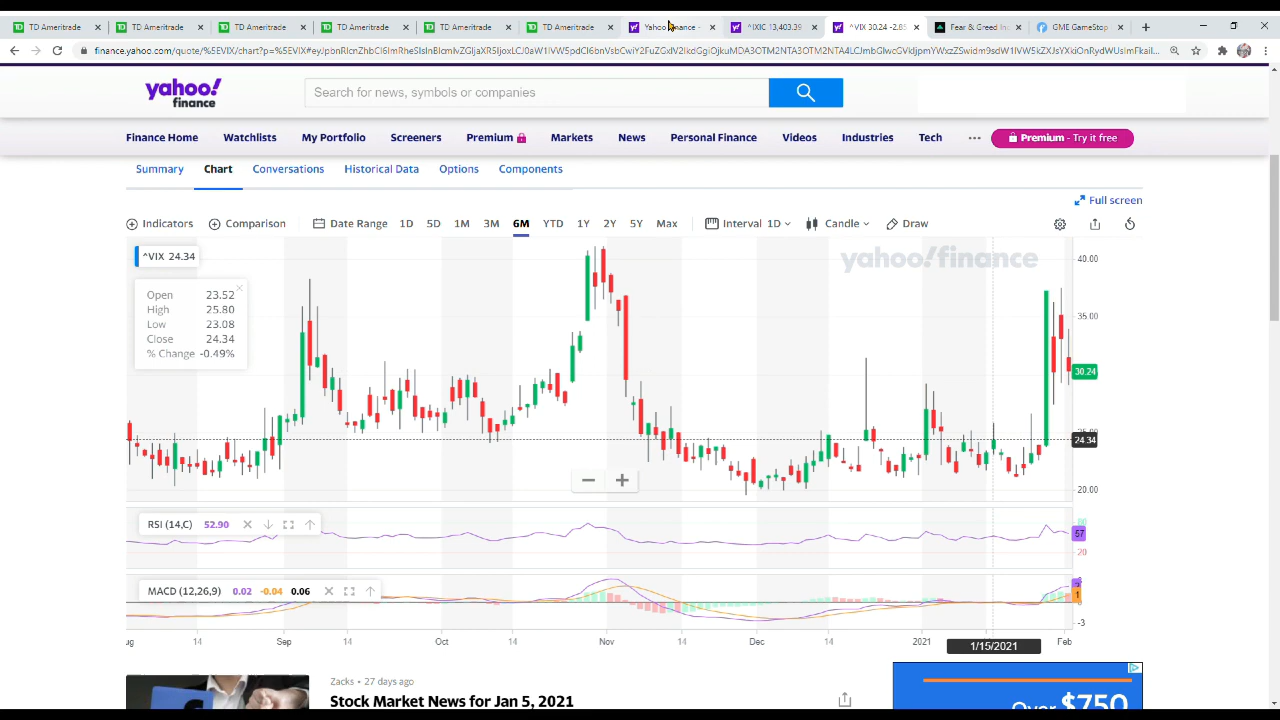 TD Ameritrade × TD Ameritrade × TD Ameritrade × TD Ameritrade × TD Ameritrade × TD Ameritrade × Yahoo Finance - × ^IXIC 13,403.39 × ^VIX 30.24 -2.85 × Fear & Greed In × GME GameStop ×
yahoo!
finance
Search for news, symbols or companies
Finance Home Watchlists My Portfolio Screeners Premium Markets News Personal Finance Videos Industries Tech ••• Premium - Try it free
Summary Chart Conversations Historical Data Options Components
Full screen
Indicators Comparison Date Range 1D 5D 1M 3M 6M YTD 1Y 2Y 5Y Max Interval 1D Candle Draw
^VIX 24.34
yahoo!finance
Open 23.52
High 25.80
Low 23.08
Close 24.34
% Change -0.49%
40.00
35.00
30.24
25.00
24.34
20.00
RSI (14,C) 52.90
57
20
MACD (12,26,9) 0.02 -0.04 0.06
-3
14 Sep 14 Oct 14 Nov 14 Dec 14 2021 1/15/2021 Feb
Zacks • 27 days ago
Stock Market News for Jan 5, 2021
Over $750